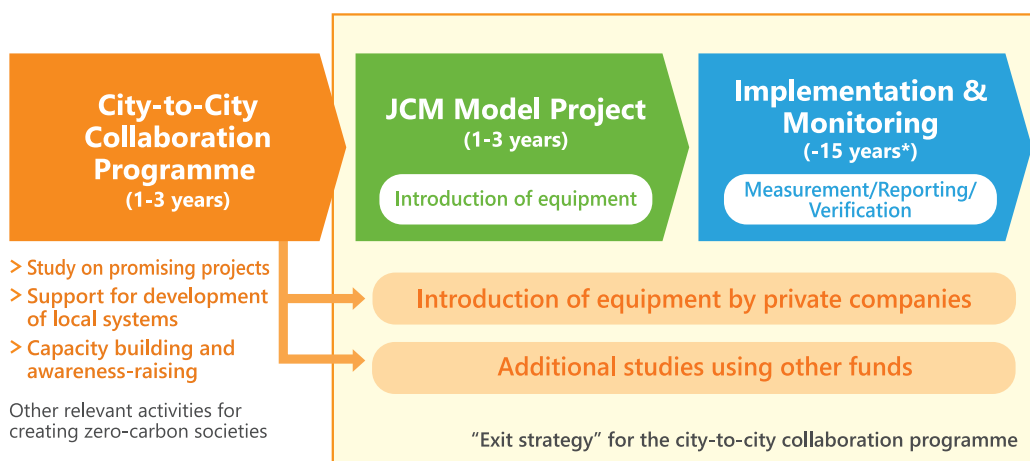 City-to-City
Collaboration
Programme
(1-3 years)
JCM Model Project
(1-3 years)
Introduction of equipment
Implementation &
Monitoring
(-15 years*)
Measurement/Reporting/
Verification
> Study on promising projects
> Support for development
of local systems
> Capacity building and
awareness-raising
Other relevant activities for
creating zero-carbon societies
Introduction of equipment by private companies
Additional studies using other funds
“Exit strategy” for the city-to-city collaboration programme